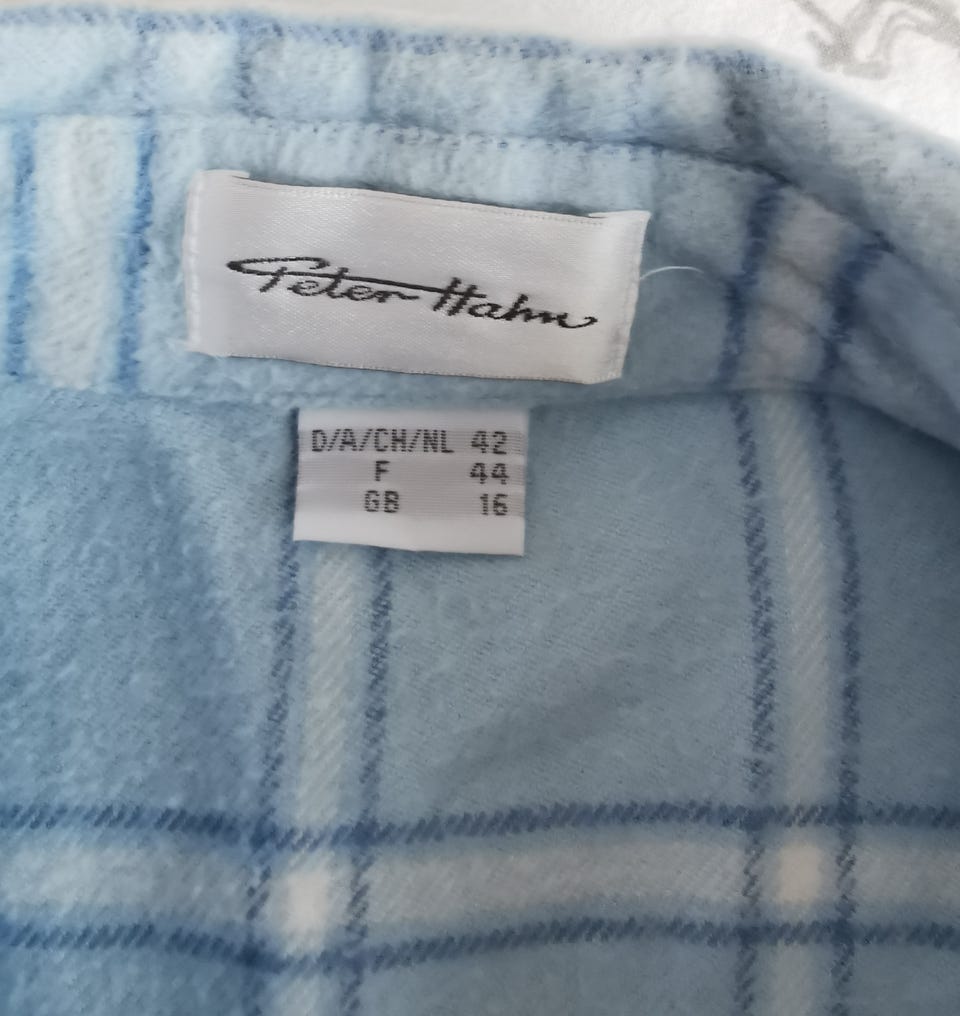 Peter Hahn
D/A/CH/NL 42
F 44
GB 16